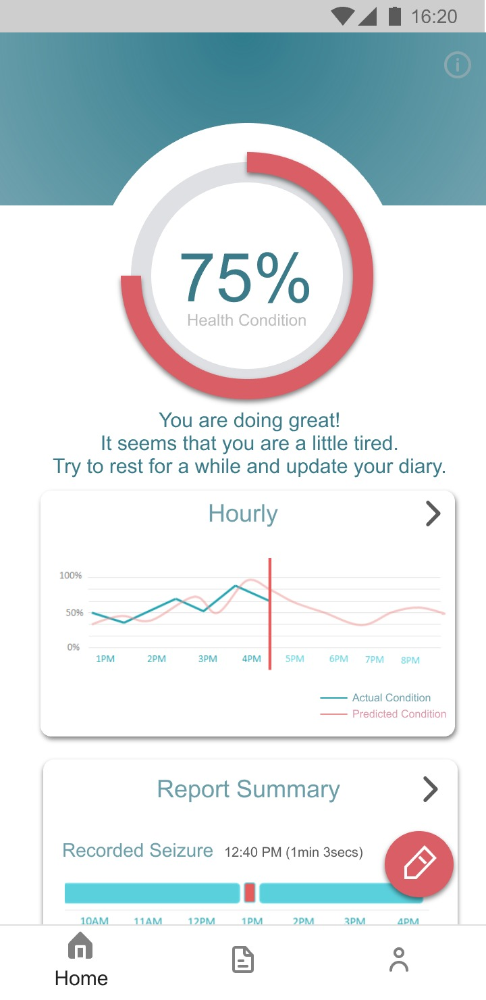 16:20
75%
Health Condition
You are doing great!
It seems that you are a little tired.
Try to rest for a while and update your diary.
Hourly
100%
50%
0%
1PM 2PM 3PM 4PM 5PM 6PM 7PM 8PM
Actual Condition
Predicted Condition
Report Summary
Recorded Seizure 12:40 PM (1min 3secs)
10AM 11AM 12PM 1PM 2PM 3PM 4PM
Home